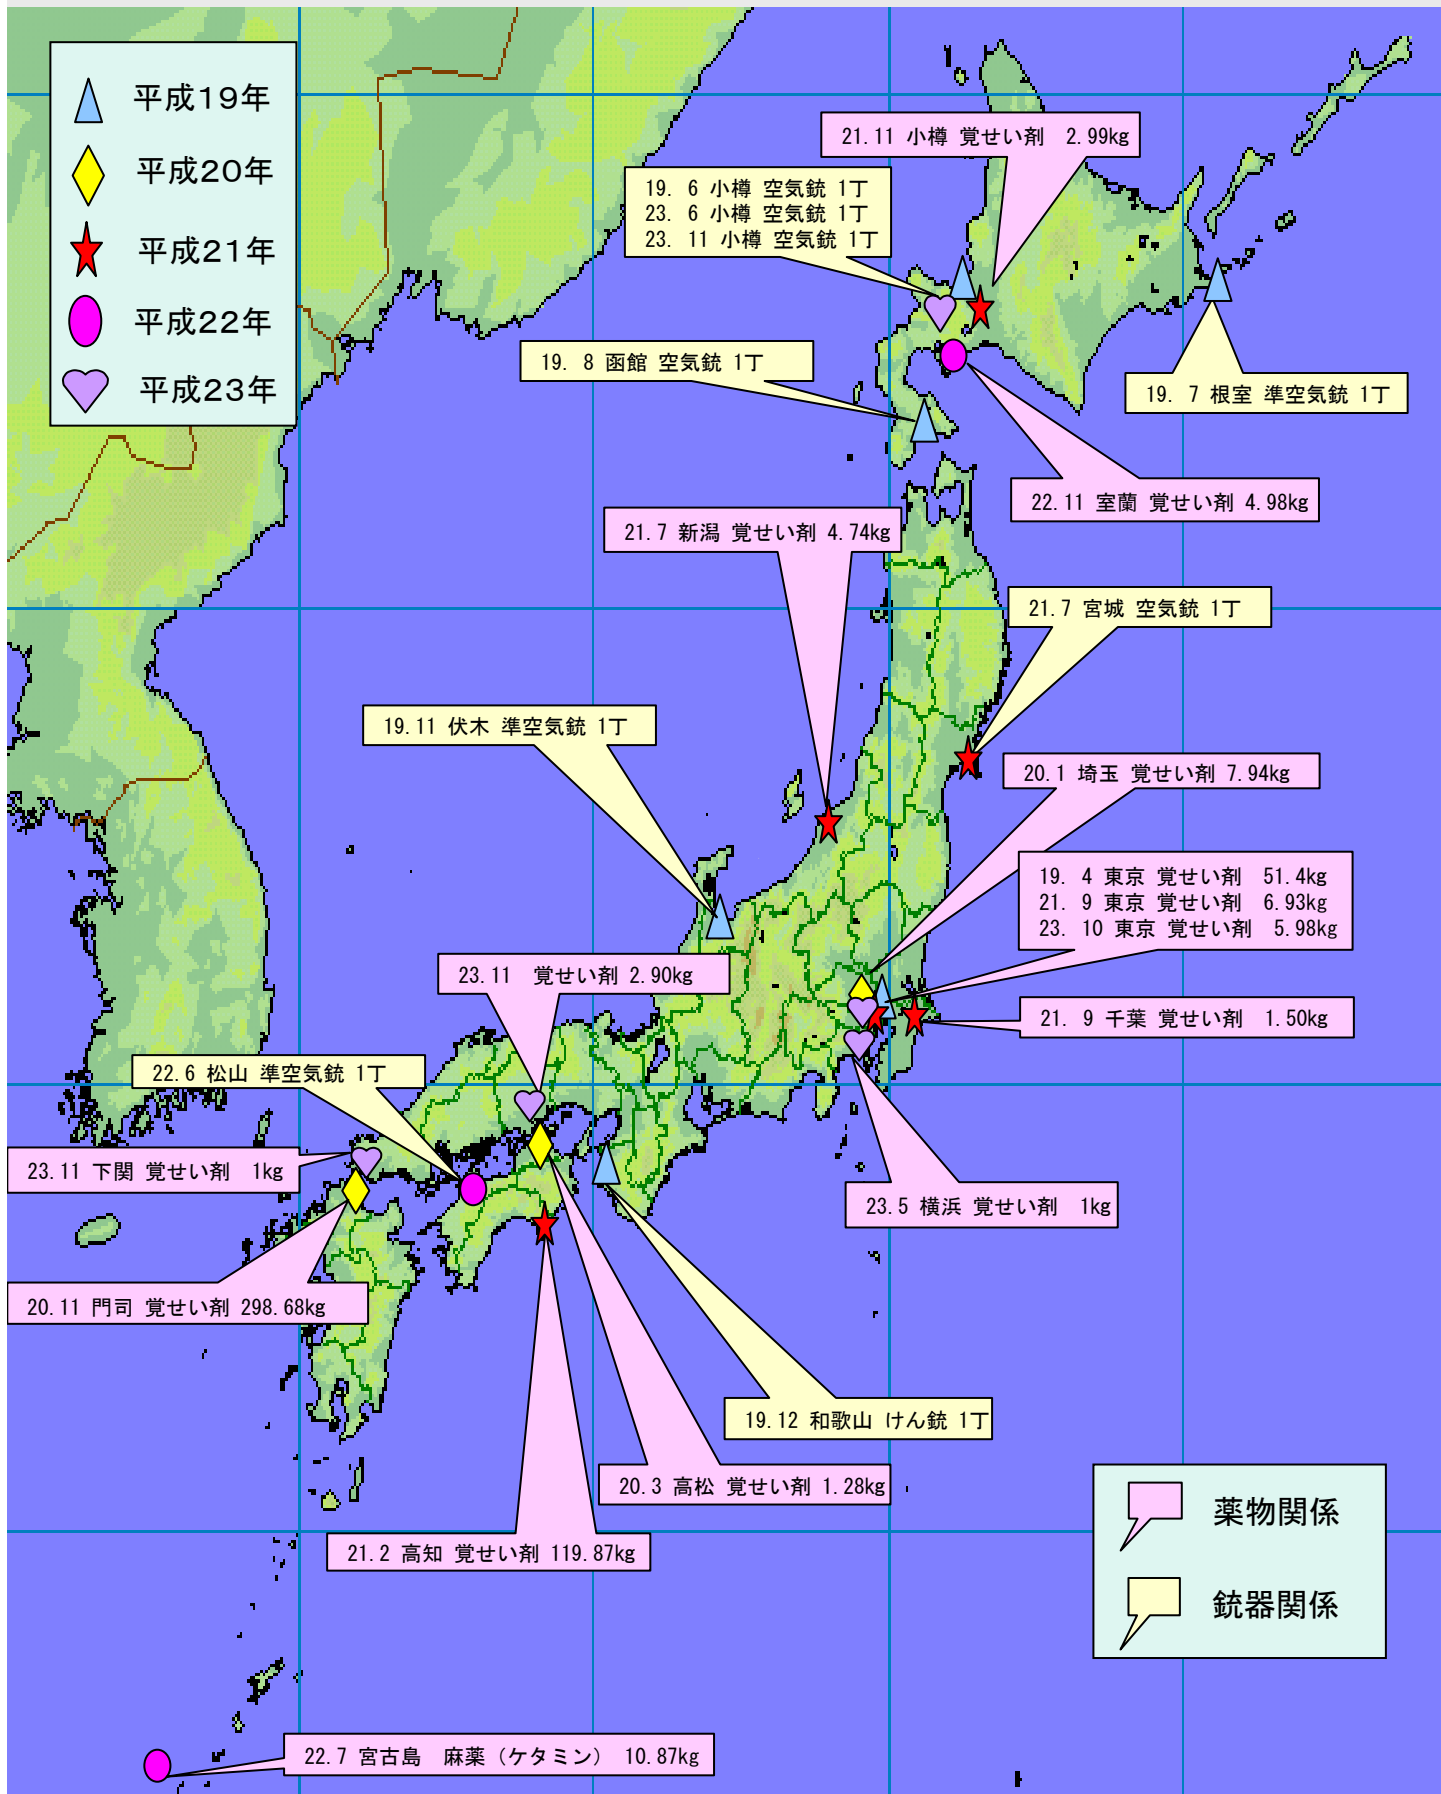 平成19年
平成20年
平成21年
平成22年
平成23年
21.11 小樽 覚せい剤　2.99kg
19. 6 小樽 空気銃 1丁
23. 6 小樽 空気銃 1丁
23. 11 小樽 空気銃 1丁
19. 8 函館 空気銃 1丁
19. 7 根室 準空気銃 1丁
22.11 室蘭 覚せい剤 4.98kg
21.7 新潟 覚せい剤 4.74kg
21.7 宮城 空気銃 1丁
19.11 伏木 準空気銃 1丁
20.1 埼玉 覚せい剤 7.94kg
19. 4 東京 覚せい剤　51.4kg
21. 9 東京 覚せい剤　6.93kg
23. 10 東京 覚せい剤　5.98kg
23.11　覚せい剤 2.90kg
21. 9 千葉 覚せい剤　1.50kg
22.6 松山 準空気銃 1丁
23.11 下関 覚せい剤　1kg
23.5 横浜 覚せい剤　1kg
20.11 門司 覚せい剤 298.68kg
19.12 和歌山 けん銃 1丁
20.3 高松 覚せい剤 1.28kg
21.2 高知 覚せい剤 119.87kg
薬物関係
銃器関係
22.7 宮古島　麻薬（ケタミン） 10.87kg